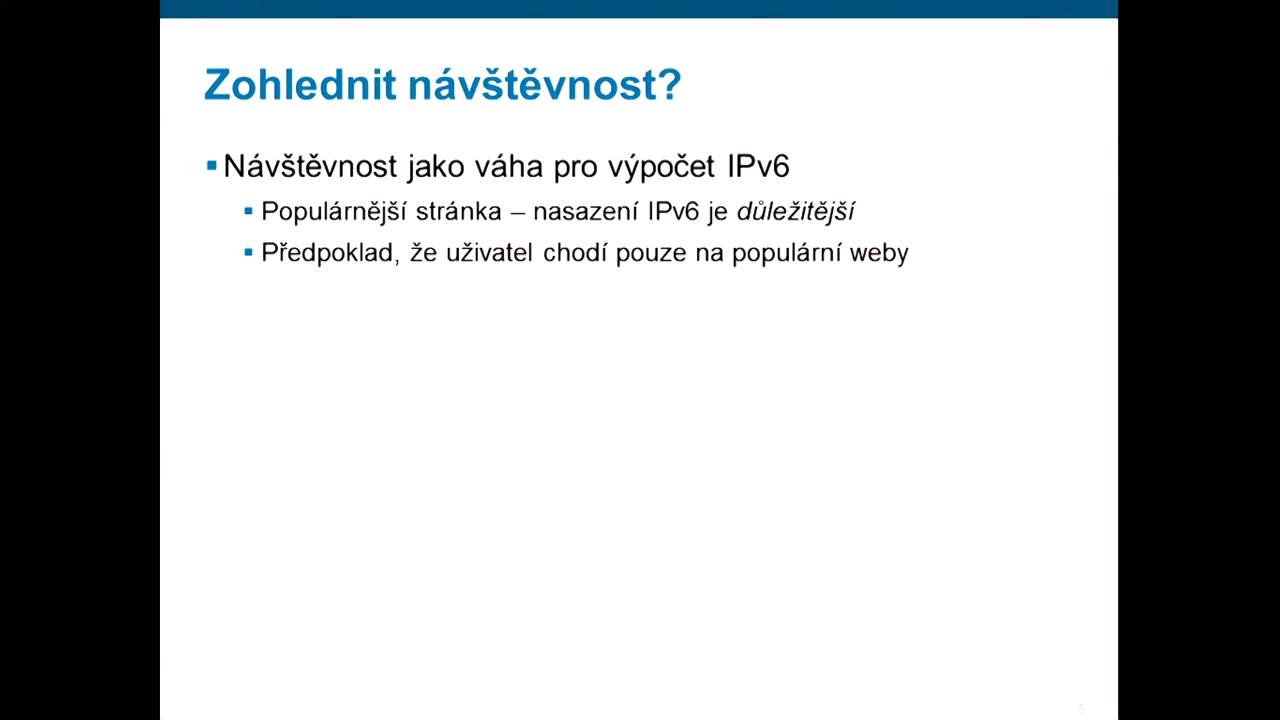 Zohlednit návštěvnost?
Návštěvnost jako váha pro výpočet IPv6
Populárnější stránka – nasazení IPv6 je důležitější
Předpoklad, že uživatel chodí pouze na populární weby